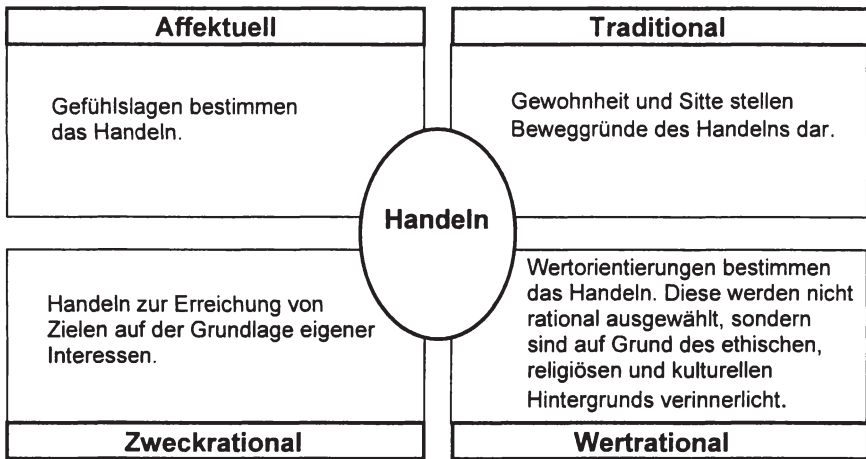 Affektuell
Gefühlslagen bestimmen
das Handeln.
Traditional
Gewohnheit und Sitte stellen
Beweggründe des Handelns dar.
Handeln
Handeln zur Erreichung von
Zielen auf der Grundlage eigener
Interessen.
Zweckrational
Wertorientierungen bestimmen
das Handeln. Diese werden nicht
rational ausgewählt, sondern
sind auf Grund des ethischen,
religiösen und kulturellen
Hintergrunds verinnerlicht.
Wertrational